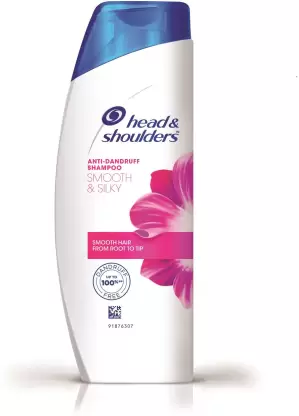 head &
shoulders
ANTI-DANDRUFF
SHAMPOO
SMOOTH
& SILKY
SMOOTH HAIR
FROM ROOT TO TIP
DANDRUFF
UP TO
100%
FREE
91876307